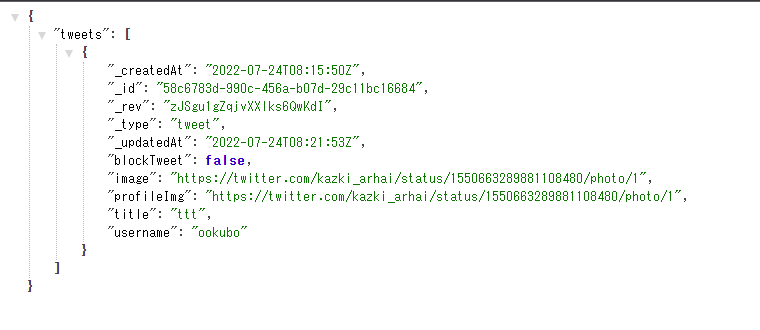 {
"tweets": [
{
"_createdAt": "2022-07-24T08:15:50Z",
"_id": "58c6783d-990c-456a-b07d-29c11bc16684",
"_rev": "zJSgu1gZqjvXXlks6QwKdI",
"_type": "tweet",
"_updatedAt": "2022-07-24T08:21:53Z",
"blockTweet": false,
"image": "https://twitter.com/kazki_arhai/status/1550663289881108480/photo/1",
"profileImg": "https://twitter.com/kazki_arhai/status/1550663289881108480/photo/1",
"title": "ttt",
"username": "ookubo"
}
]
}